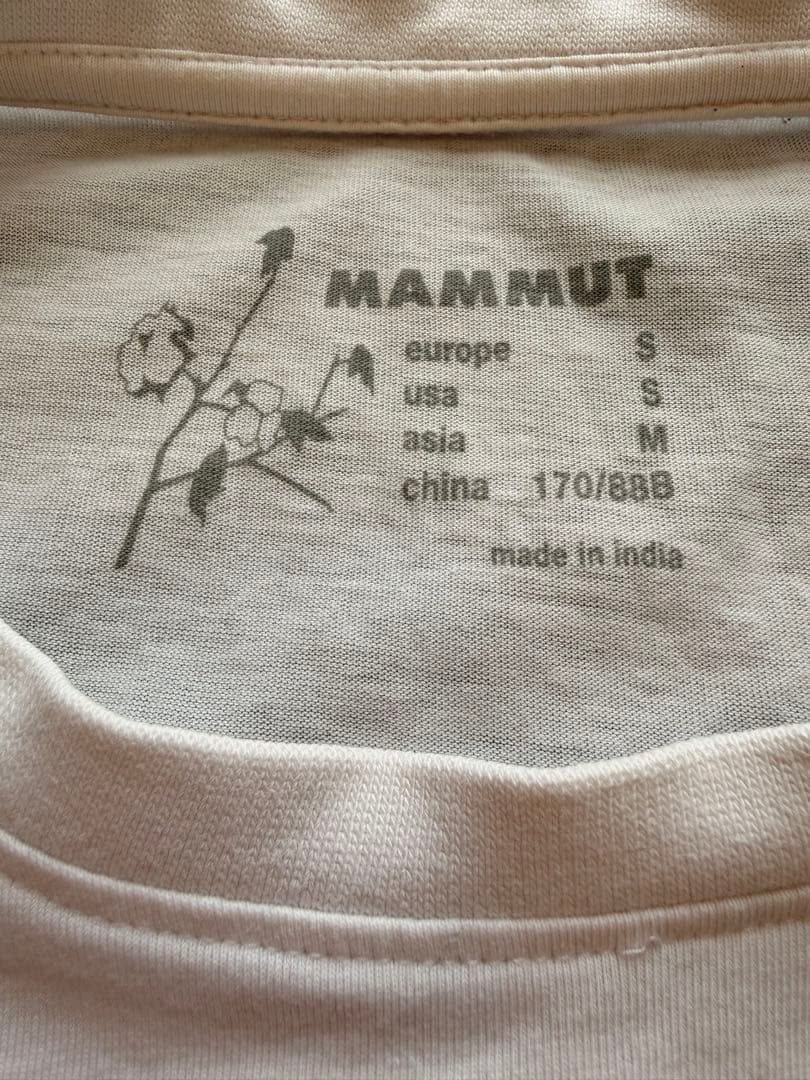 MAMMUT
europe S
usa S
asia M
china 170/88B
made in india